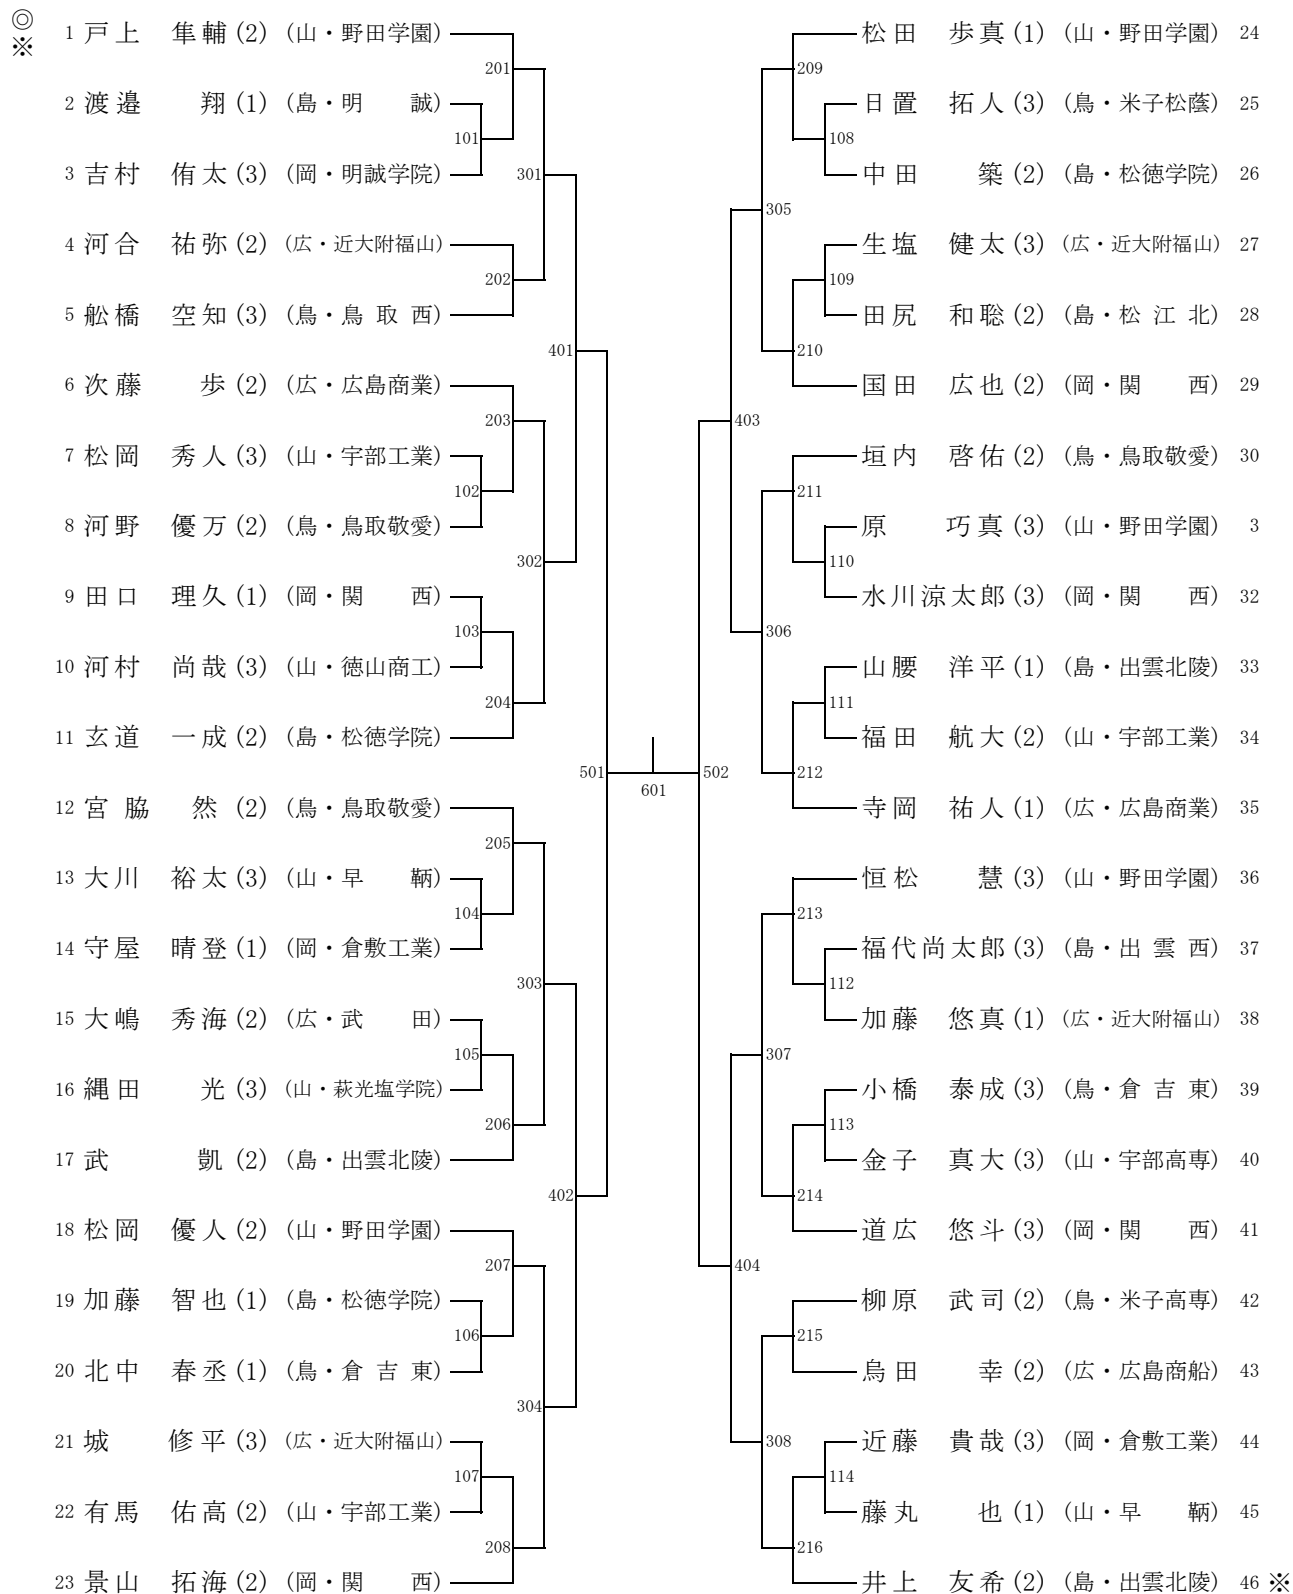 ◎
※
1 戸上 隼輔(2) (山・野田学園)
201
2 渡邉 翔(1) (島・明 誠)
101
3 吉村 侑太(3) (岡・明誠学院)
301
4 河合 祐弥(2) (広・近大附福山)
202
5 舩橋 空知(3) (鳥・鳥取西)
401
6 次藤 歩(2) (広・広島商業)
203
7 松岡 秀人(3) (山・宇部工業)
102
8 河野 優万(2) (鳥・鳥取敬愛)
302
9 田口 理久(1) (岡・関 西)
103
10 河村 尚哉(3) (山・徳山商工)
204
11 玄道 一成(2) (島・松徳学院)
501
12 宮脇 然(2) (鳥・鳥取敬愛)
205
13 大川 裕太(3) (山・早 鞆)
104
14 守屋 晴登(1) (岡・倉敷工業)
303
15 大嶋 秀海(2) (広・武 田)
105
16 縄田 光(3) (山・萩光塩学院)
206
17 武 凱(2) (島・出雲北陵)
402
18 松岡 優人(2) (山・野田学園)
207
19 加藤 智也(1) (島・松徳学院)
106
20 北中 春丞(1) (鳥・倉吉東)
304
21 城 修平(3) (広・近大附福山)
107
22 有馬 佑高(2) (山・宇部工業)
208
23 景山 拓海(2) (岡・関 西)
601
松田 歩真(1) (山・野田学園) 24
209
日置 拓人(3) (鳥・米子松蔭) 25
108
中田 築(2) (島・松徳学院) 26
305
生塩 健太(3) (広・近大附福山) 27
109
田尻 和聡(2) (島・松江北) 28
210
国田 広也(2) (岡・関 西) 29
403
垣内 啓佑(2) (鳥・鳥取敬愛) 30
211
原 巧真(3) (山・野田学園) 3
110
水川涼太郎(3) (岡・関 西) 32
306
山腰 洋平(1) (島・出雲北陵) 33
111
福田 航大(2) (山・宇部工業) 34
502
212
寺岡 祐人(1) (広・広島商業) 35
恒松 慧(3) (山・野田学園) 36
213
福代尚太郎(3) (島・出雲西) 37
112
加藤 悠真(1) (広・近大附福山) 38
307
小橋 泰成(3) (鳥・倉吉東) 39
113
金子 真大(3) (山・宇部高専) 40
214
道広 悠斗(3) (岡・関 西) 41
404
柳原 武司(2) (鳥・米子高専) 42
215
烏田 幸(2) (広・広島商船) 43
308
近藤 貴哉(3) (岡・倉敷工業) 44
114
藤丸 也(1) (山・早 鞆) 45
216
井上 友希(2) (島・出雲北陵) 46 ※